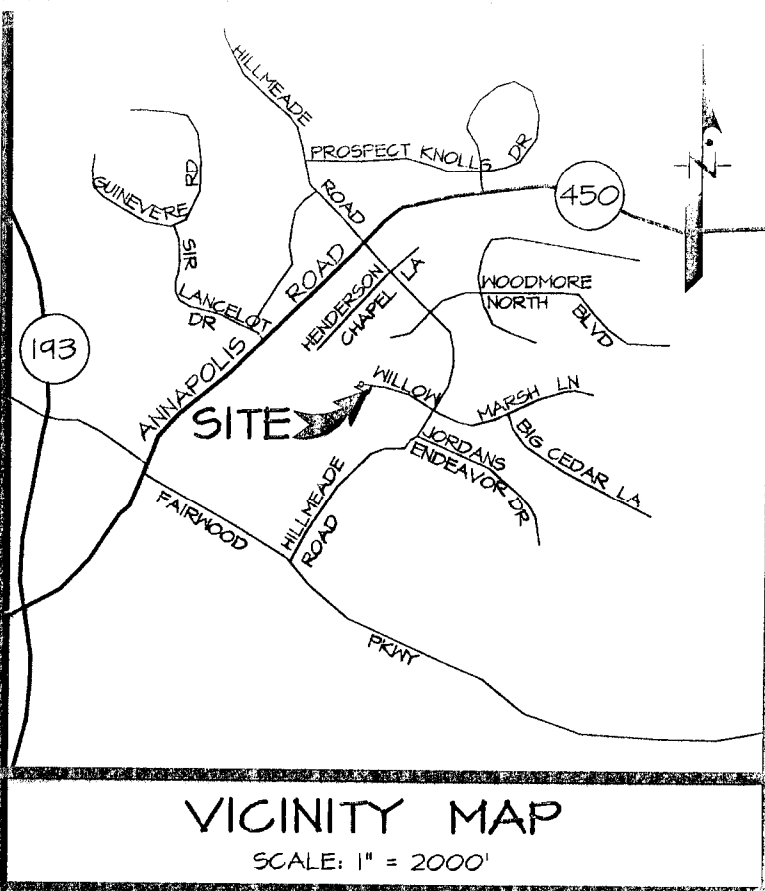 HILLMEADE
ROAD
PROSPECT KNOLLS DR
GUINEVERE RD
SIR
LANCELOT
DR
450
ANNAPOLIS ROAD
HENDERSON
CHAPEL LA
WOODMORE
NORTH
BLVD
193
SITE
WILLOW
MARSH LN
BIG CEDAR LA
JORDANS
ENDEAVOR DR
HILLMEADE
ROAD
FAIRWOOD
PKWY
N
VICINITY MAP
SCALE: 1" = 2000'